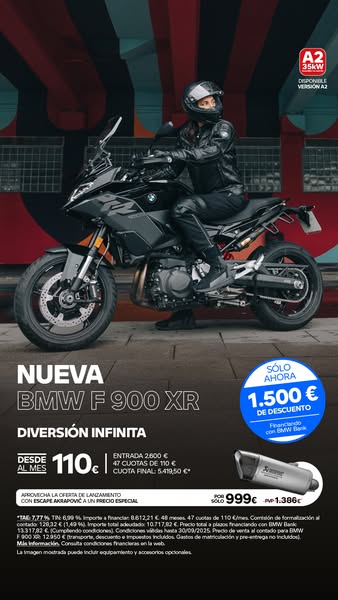 A2
35kW
DISPONIBLE
VERSIÓN A2
NUEVA
BMW F 900 XR
DIVERSIÓN INFINITA
SÓLO
AHORA
1.500 €
DE DESCUENTO
Financiando
con BMW Bank
DESDE
AL MES
110€
ENTRADA 2.600 €
47 CUOTAS DE 110 €
CUOTA FINAL: 5.419,50 €*
APROVECHA LA OFERTA DE LANZAMIENTO
CON ESCAPE AKRAPOVIČ A UN PRECIO ESPECIAL
POR
SOLO
999€
PVP 1.386€
*TAE: 7,77 %. TIN: 6,99 %. Importe a financiar: 8.612,21 €. 48 meses. 47 cuotas de 110 €/mes. Comisión de formalización al
contado: 128,32 € (1,49 %). Importe total adeudado: 10.717,82 €. Precio total a plazos financiando con BMW Bank:
13.317,82 €. (Cumpliendo condiciones). Condiciones válidas hasta 30/09/2025. Precio de venta al contado para BMW
F 900 XR: 12.950 € (transporte, descuento e impuestos incluidos. Gastos de matriculación y pre-entrega no incluidos).
Más Información. Consulta condiciones financieras en la web.
La imagen mostrada puede incluir equipamiento y accesorios opcionales.